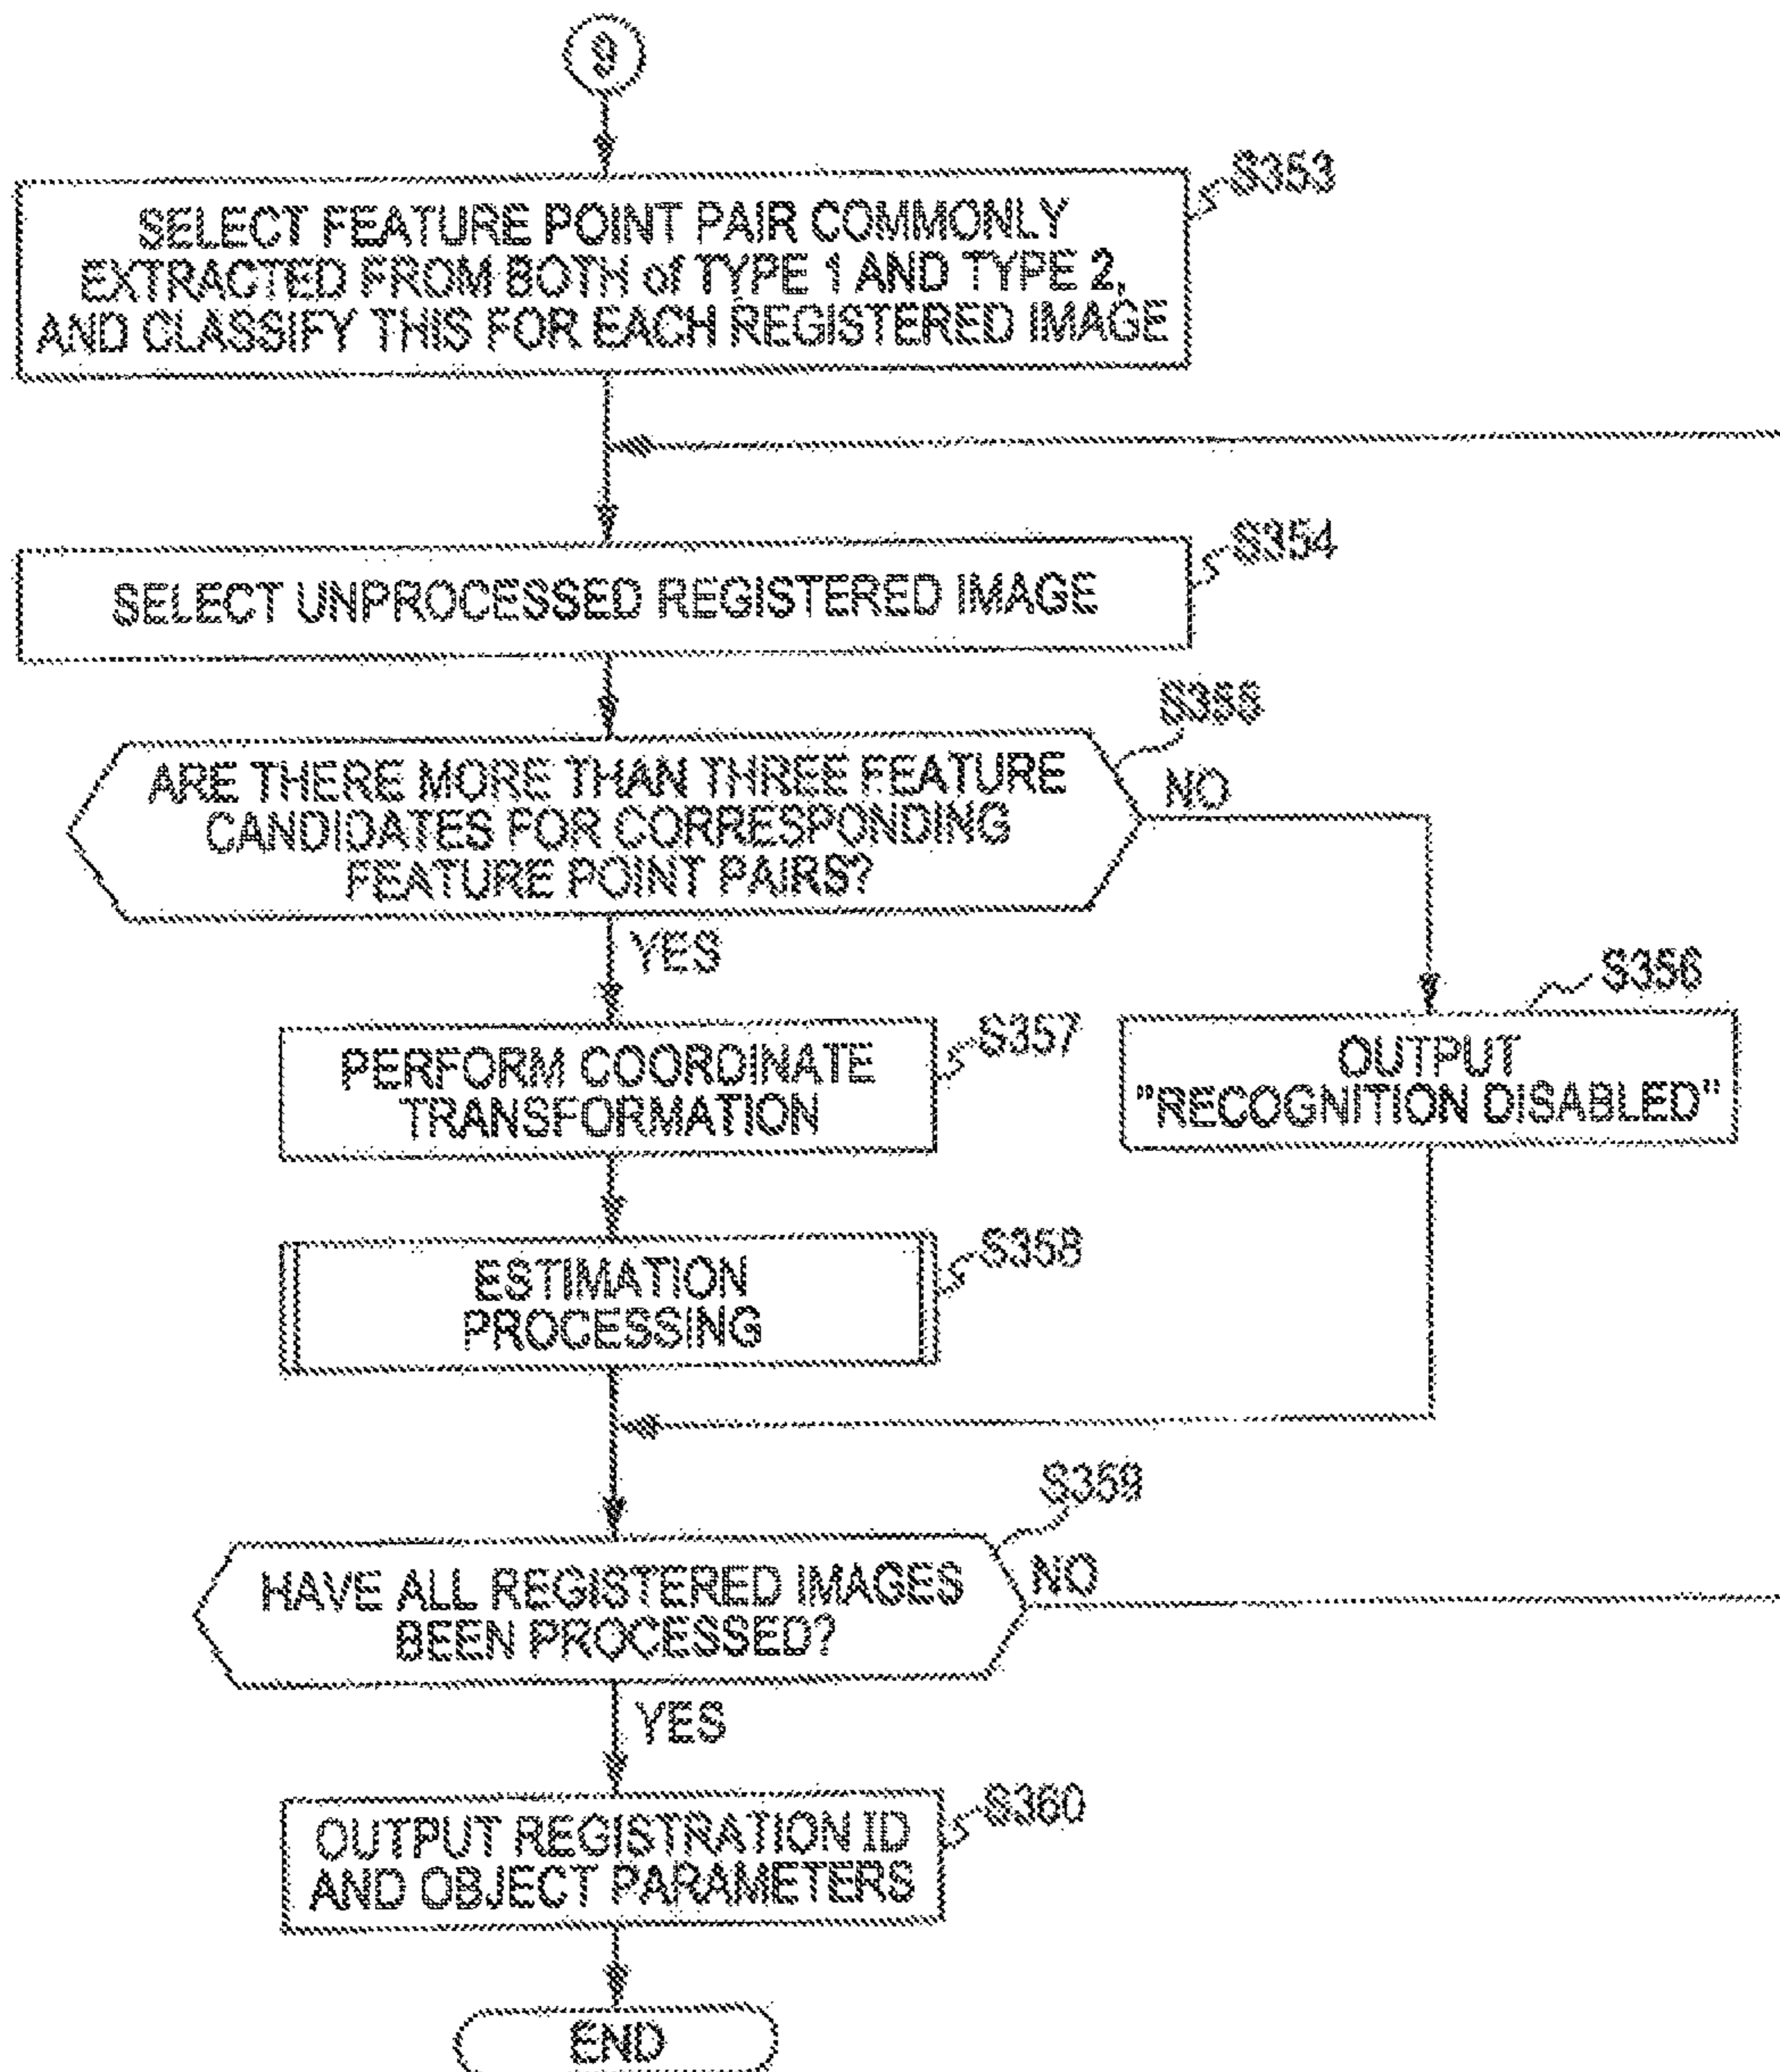 9
S353
SELECT FEATURE POINT PAIR COMMONLY
EXTRACTED FROM BOTH of TYPE 1 AND TYPE 2,
AND CLASSIFY THIS FOR EACH REGISTERED IMAGE
S354
SELECT UNPROCESSED REGISTERED IMAGE
S355
ARE THERE MORE THAN THREE FEATURE
CANDIDATES FOR CORRESPONDING
FEATURE POINT PAIRS?
NO
YES
S356
OUTPUT
"RECOGNITION DISABLED"
S357
PERFORM COORDINATE
TRANSFORMATION
S358
ESTIMATION
PROCESSING
S359
HAVE ALL REGISTERED IMAGES
BEEN PROCESSED?
NO
YES
S360
OUTPUT REGISTRATION ID
AND OBJECT PARAMETERS
END